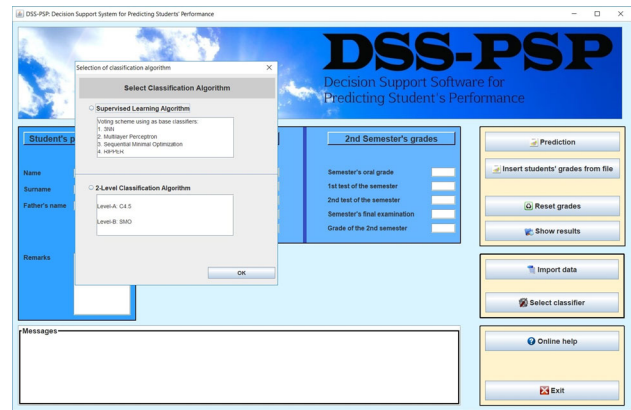 DSS-PSP: Decision Support System for Predicting Students' Performance
DSS-PSP
Decision Support Software for
Predicting Student's Performance
Selection of classification algorithm
Select Classification Algorithm
Supervised Learning Algorithm
Voting scheme using as base classifiers:
1. 3NN
2. Multilayer Perceptron
3. Sequential Minimal Optimization
4. RIPPER
2-Level Classification Algorithm
Level-A: C4.5
Level-B: SMO
OK
Student's p
Name
Surname
Father's name
Remarks
2nd Semester's grades
Semester's oral grade
1st test of the semester
2nd test of the semester
Semester's final examination
Grade of the 2nd semester
Prediction
Insert students' grades from file
Reset grades
Show results
Import data
Select classifier
Messages
Online help
Exit